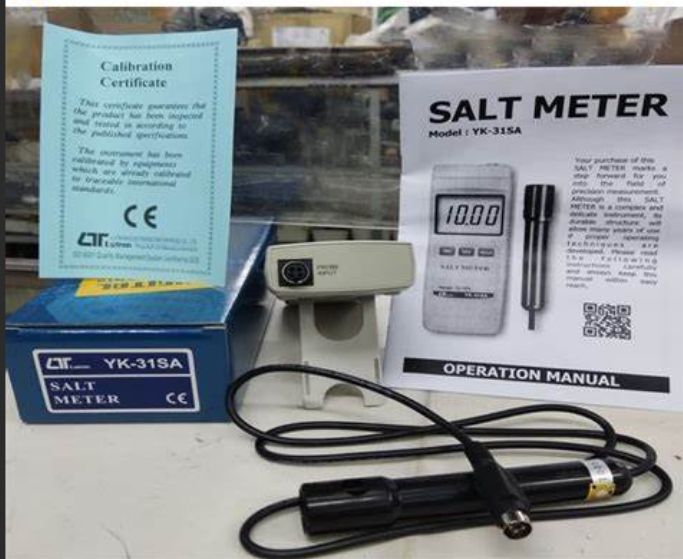 Calibration
Certificate
This certificate guarantees that
the product has been inspected
and tested in according to
the published specifications.
The instrument has been
calibrated by equipments
which are already calibrated
to traceable international
standards.
CE
Lutron
SALT METER
Model : YK-31SA
Your purchase of this
SALT METER marks a
step forward for you
into the field of
precision measurement.
Although this SALT
METER is a complex and
delicate instrument, its
durable structure will
allow many years of use
if proper operating
techniques are
developed. Please read
the following
instructions carefully
and always keep this
manual within easy
reach.
10.00
SALT METER
YK-31SA
OPERATION MANUAL
PROBE
INPUT
Lutron YK-31SA
SALT
METER CE